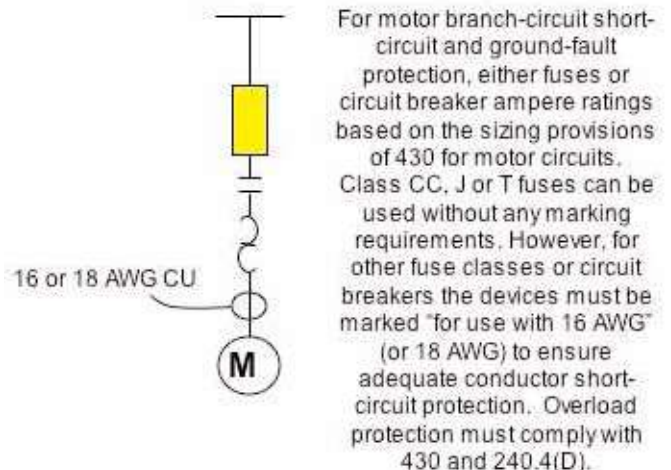 For motor branch-circuit short-
circuit and ground-fault
protection, either fuses or
circuit breaker ampere ratings
based on the sizing provisions
of 430 for motor circuits.
Class CC, J or T fuses can be
used without any marking
requirements. However, for
other fuse classes or circuit
breakers the devices must be
marked "for use with 16 AWG"
(or 18 AWG) to ensure
adequate conductor short-
circuit protection. Overload
protection must comply with
430 and 240.4(D).
16 or 18 AWG CU
M